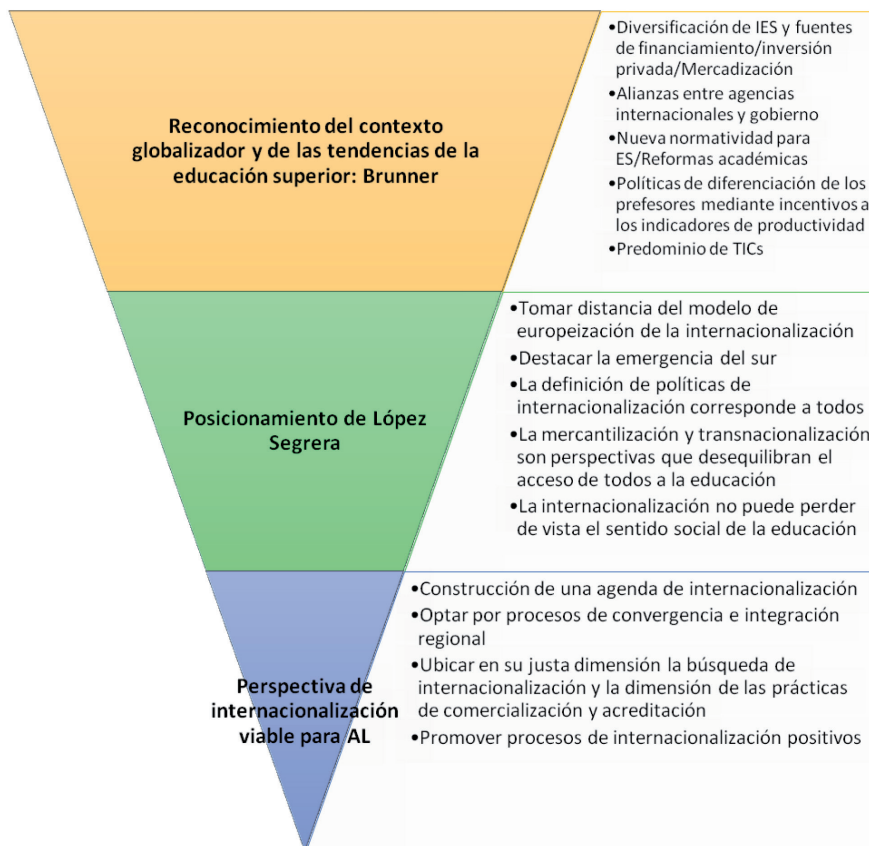 Reconocimiento del contexto
globalizador y de las tendencias de la
educación superior: Brunner
•Diversificación de IES y fuentes
de financiamiento/inversión
privada/Mercadización
•Alianzas entre agencias
internacionales y gobierno
•Nueva normatividad para
ES/Reformas académicas
•Políticas de diferenciación de los
prefesores mediante incentivos a
los indicadores de productividad
•Predominio de TICs
Posicionamiento de López
Segrera
•Tomar distancia del modelo de
europeización de la internacionalización
•Destacar la emergencia del sur
•La definición de políticas de
internacionalización corresponde a todos
•La mercantilización y transnacionalización
son perspectivas que desequilibran el
acceso de todos a la educación
•La internacionalización no puede perder
de vista el sentido social de la educación
Perspectiva de
internacionalización
viable para AL
•Construcción de una agenda de internacionalización
•Optar por procesos de convergencia e integración
regional
•Ubicar en su justa dimensión la búsqueda de
internacionalización y la dimensión de las prácticas
de comercialización y acreditación
•Promover procesos de internacionalización positivos